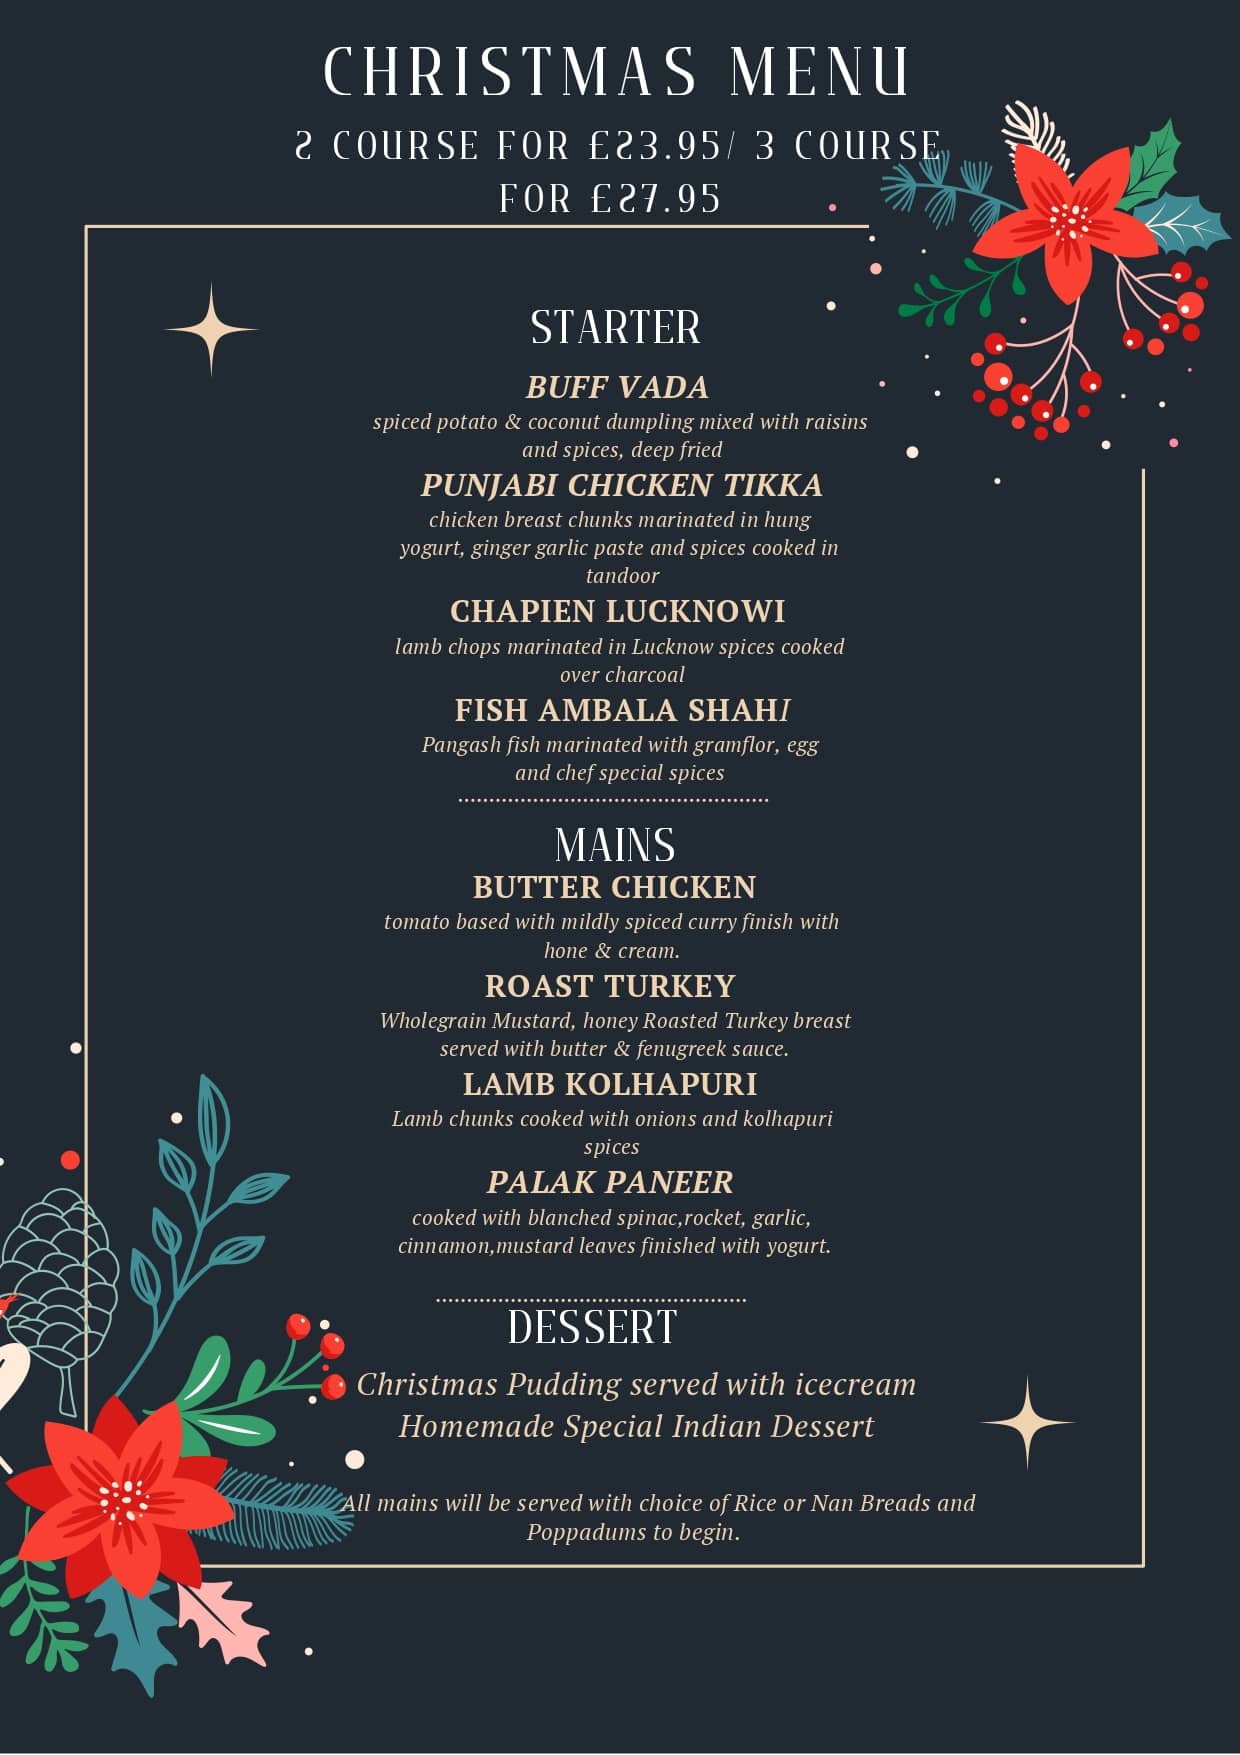 CHRISTMAS MENU
2 COURSE FOR £23.95/ 3 COURSE
FOR £27.95
STARTER
BUFF VADA
spiced potato & coconut dumpling mixed with raisins
and spices, deep fried
PUNJABI CHICKEN TIKKA
chicken breast chunks marinated in hung
yogurt, ginger garlic paste and spices cooked in
tandoor
CHAPIEN LUCKNOWI
lamb chops marinated in Lucknow spices cooked
over charcoal
FISH AMBALA SHAHI
Pangash fish marinated with gramflor, egg
and chef special spices
MAINS
BUTTER CHICKEN
tomato based with mildly spiced curry finish with
hone & cream.
ROAST TURKEY
Wholegrain Mustard, honey Roasted Turkey breast
served with butter & fenugreek sauce.
LAMB KOLHAPURI
Lamb chunks cooked with onions and kolhapuri
spices
PALAK PANEER
cooked with blanched spinac,rocket, garlic,
cinnamon,mustard leaves finished with yogurt.
DESSERT
Christmas Pudding served with icecream
Homemade Special Indian Dessert
All mains will be served with choice of Rice or Nan Breads and
Poppadums to begin.